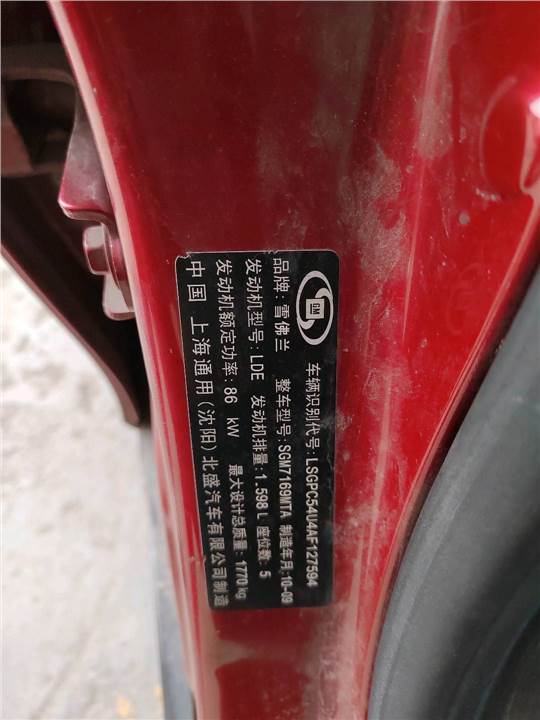 GM
车辆识别代号: LSGPC54U4AF127594
品牌: 雪佛兰 整车型号: SGM7169MTA 制造年月: 10-09
发动机型号: LDE 发动机排量: 1.598 L 座位数: 5
发动机额定功率: 86 kW 最大设计总质量: 1770 kg
中国 上海通用(沈阳)北盛汽车有限公司制造